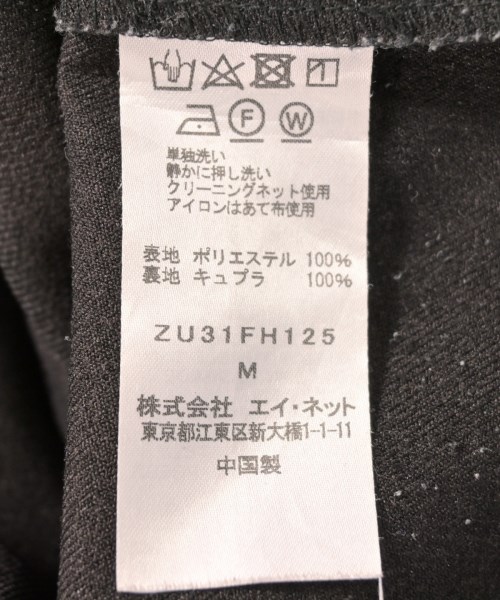 F W
単独洗い
静かに押し洗い
クリーニングネット使用
アイロンはあて布使用
表地 ポリエステル 100%
裏地 キュプラ 100%
ZU31FH125
M
株式会社 エイ・ネット
東京都江東区新大橋1-1-11
中国製